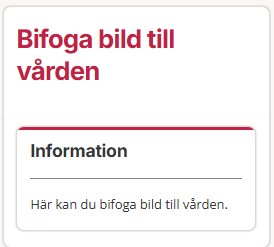 Bifoga bild till
vården
Information
Här kan du bifoga bild till vården.